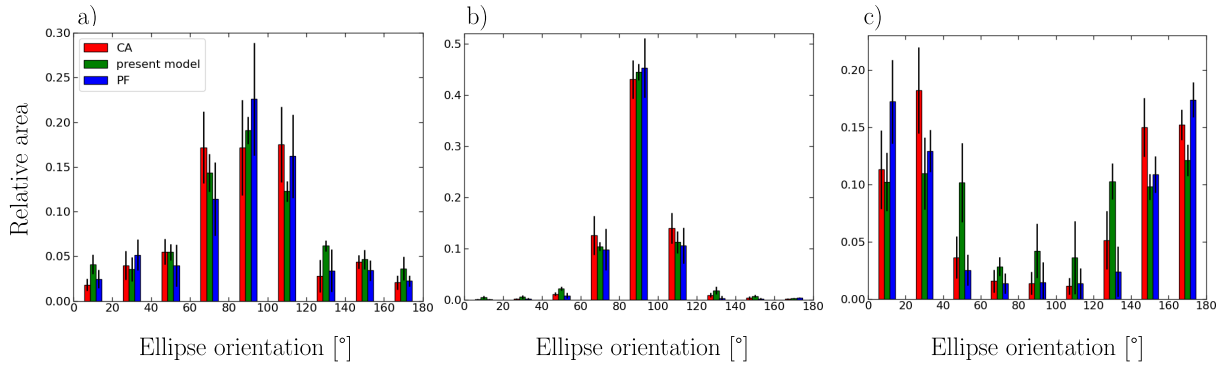 a)
0.30
0.25
0.20
0.15
0.10
0.05
0.00
0 20 40 60 80 100 120 140 160 180
CA
present model
PF
Relative area
Ellipse orientation [°]
b)
0.5
0.4
0.3
0.2
0.1
0.0
0 20 40 60 80 100 120 140 160 180
Ellipse orientation [°]
c)
0.20
0.15
0.10
0.05
0.00
0 20 40 60 80 100 120 140 160 180
Ellipse orientation [°]